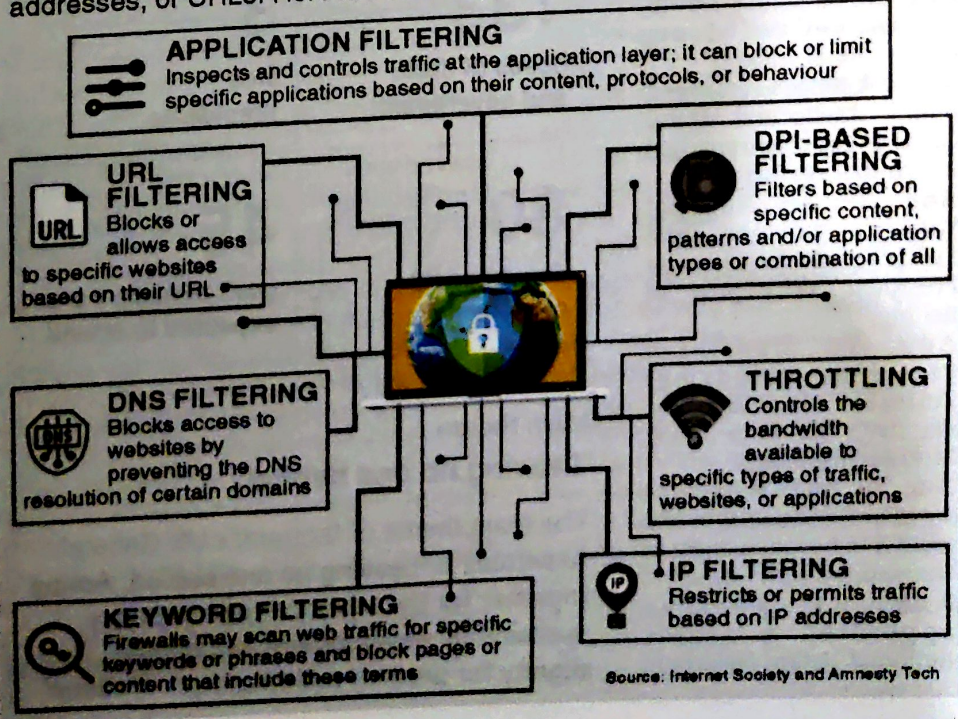 addresses, or URLs.
APPLICATION FILTERING
Inspects and controls traffic at the application layer; it can block or limit
specific applications based on their content, protocols, or behaviour
URL
FILTERING
URL
Blocks or
allows access
to specific websites
based on their URL
DPI-BASED
FILTERING
Filters based on
specific content,
patterns and/or application
types or combination of all
DNS FILTERING
DNS
Blocks access to
websites by
preventing the DNS
resolution of certain domains
THROTTLING
Controls the
bandwidth
available to
specific types of traffic,
websites, or applications
KEYWORD FILTERING
Firewalls may scan web traffic for specific
keywords or phrases and block pages or
content that include these terms
IP
IP FILTERING
Restricts or permits traffic
based on IP addresses
Source: Internet Society and Amnesty Tech